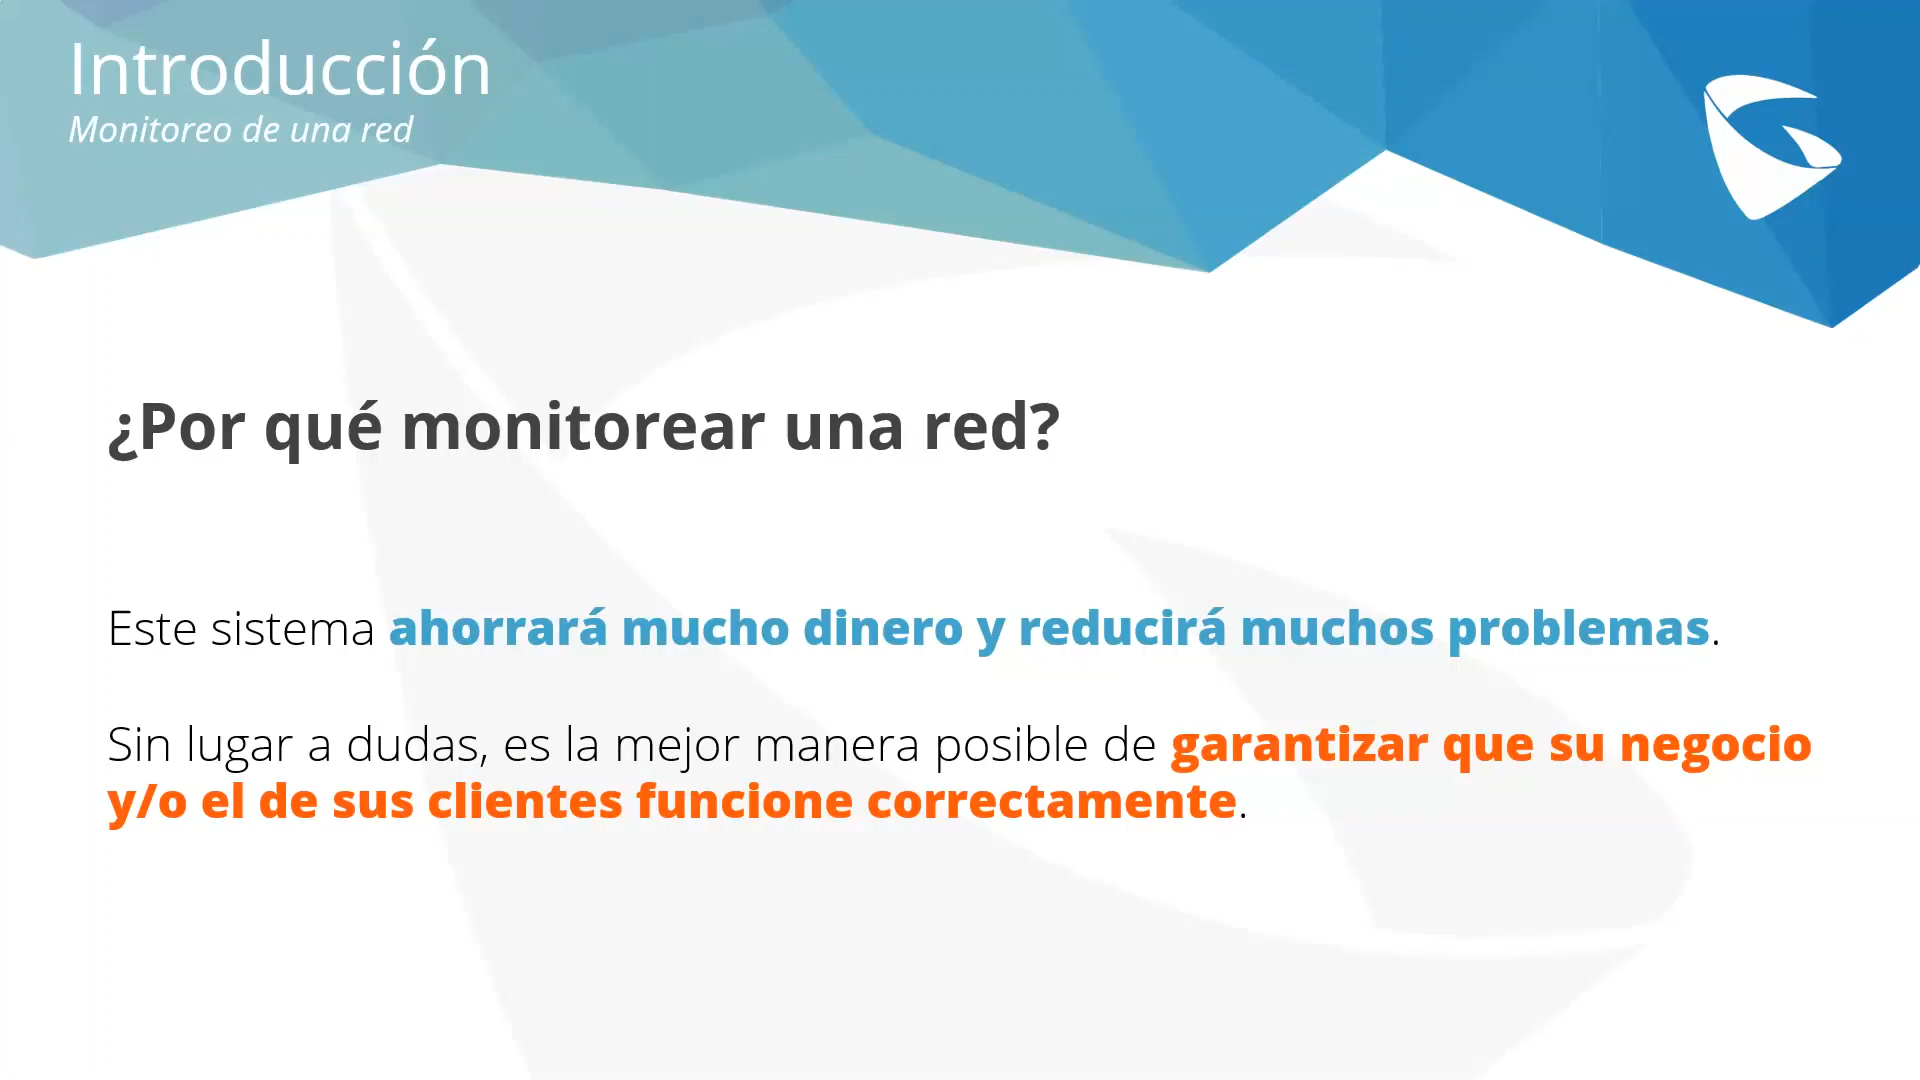 Introducción
Monitoreo de una red
¿Por qué monitorear una red?
Este sistema ahorrará mucho dinero y reducirá muchos problemas.
Sin lugar a dudas, es la mejor manera posible de garantizar que su negocio
y/o el de sus clientes funcione correctamente.